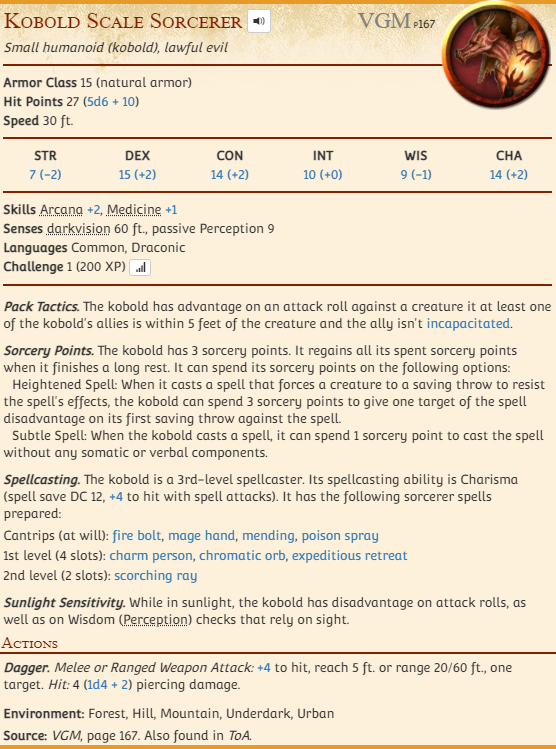 Kobold Scale Sorcerer VGM P167
Small humanoid (kobold), lawful evil
Armor Class 15 (natural armor)
Hit Points 27 (5d6 + 10)
Speed 30 ft.
STR DEX CON INT WIS CHA
7 (−2) 15 (+2) 14 (+2) 10 (+0) 9 (−1) 14 (+2)
Skills Arcana +2, Medicine +1
Senses darkvision 60 ft., passive Perception 9
Languages Common, Draconic
Challenge 1 (200 XP)
Pack Tactics. The kobold has advantage on an attack roll against a creature it at least one
of the kobold's allies is within 5 feet of the creature and the ally isn't incapacitated.
Sorcery Points. The kobold has 3 sorcery points. It regains all its spent sorcery points
when it finishes a long rest. It can spend its sorcery points on the following options:
Heightened Spell: When it casts a spell that forces a creature to a saving throw to resist
the spell's effects, the kobold can spend 3 sorcery points to give one target of the spell
disadvantage on its first saving throw against the spell.
Subtle Spell: When the kobold casts a spell, it can spend 1 sorcery point to cast the spell
without any somatic or verbal components.
Spellcasting. The kobold is a 3rd-level spellcaster. Its spellcasting ability is Charisma
(spell save DC 12, +4 to hit with spell attacks). It has the following sorcerer spells
prepared:
Cantrips (at will): fire bolt, mage hand, mending, poison spray
1st level (4 slots): charm person, chromatic orb, expeditious retreat
2nd level (2 slots): scorching ray
Sunlight Sensitivity. While in sunlight, the kobold has disadvantage on attack rolls, as
well as on Wisdom (Perception) checks that rely on sight.
Actions
Dagger. Melee or Ranged Weapon Attack: +4 to hit, reach 5 ft. or range 20/60 ft., one
target. Hit: 4 (1d4 + 2) piercing damage.
Environment: Forest, Hill, Mountain, Underdark, Urban
Source: VGM, page 167. Also found in ToA.